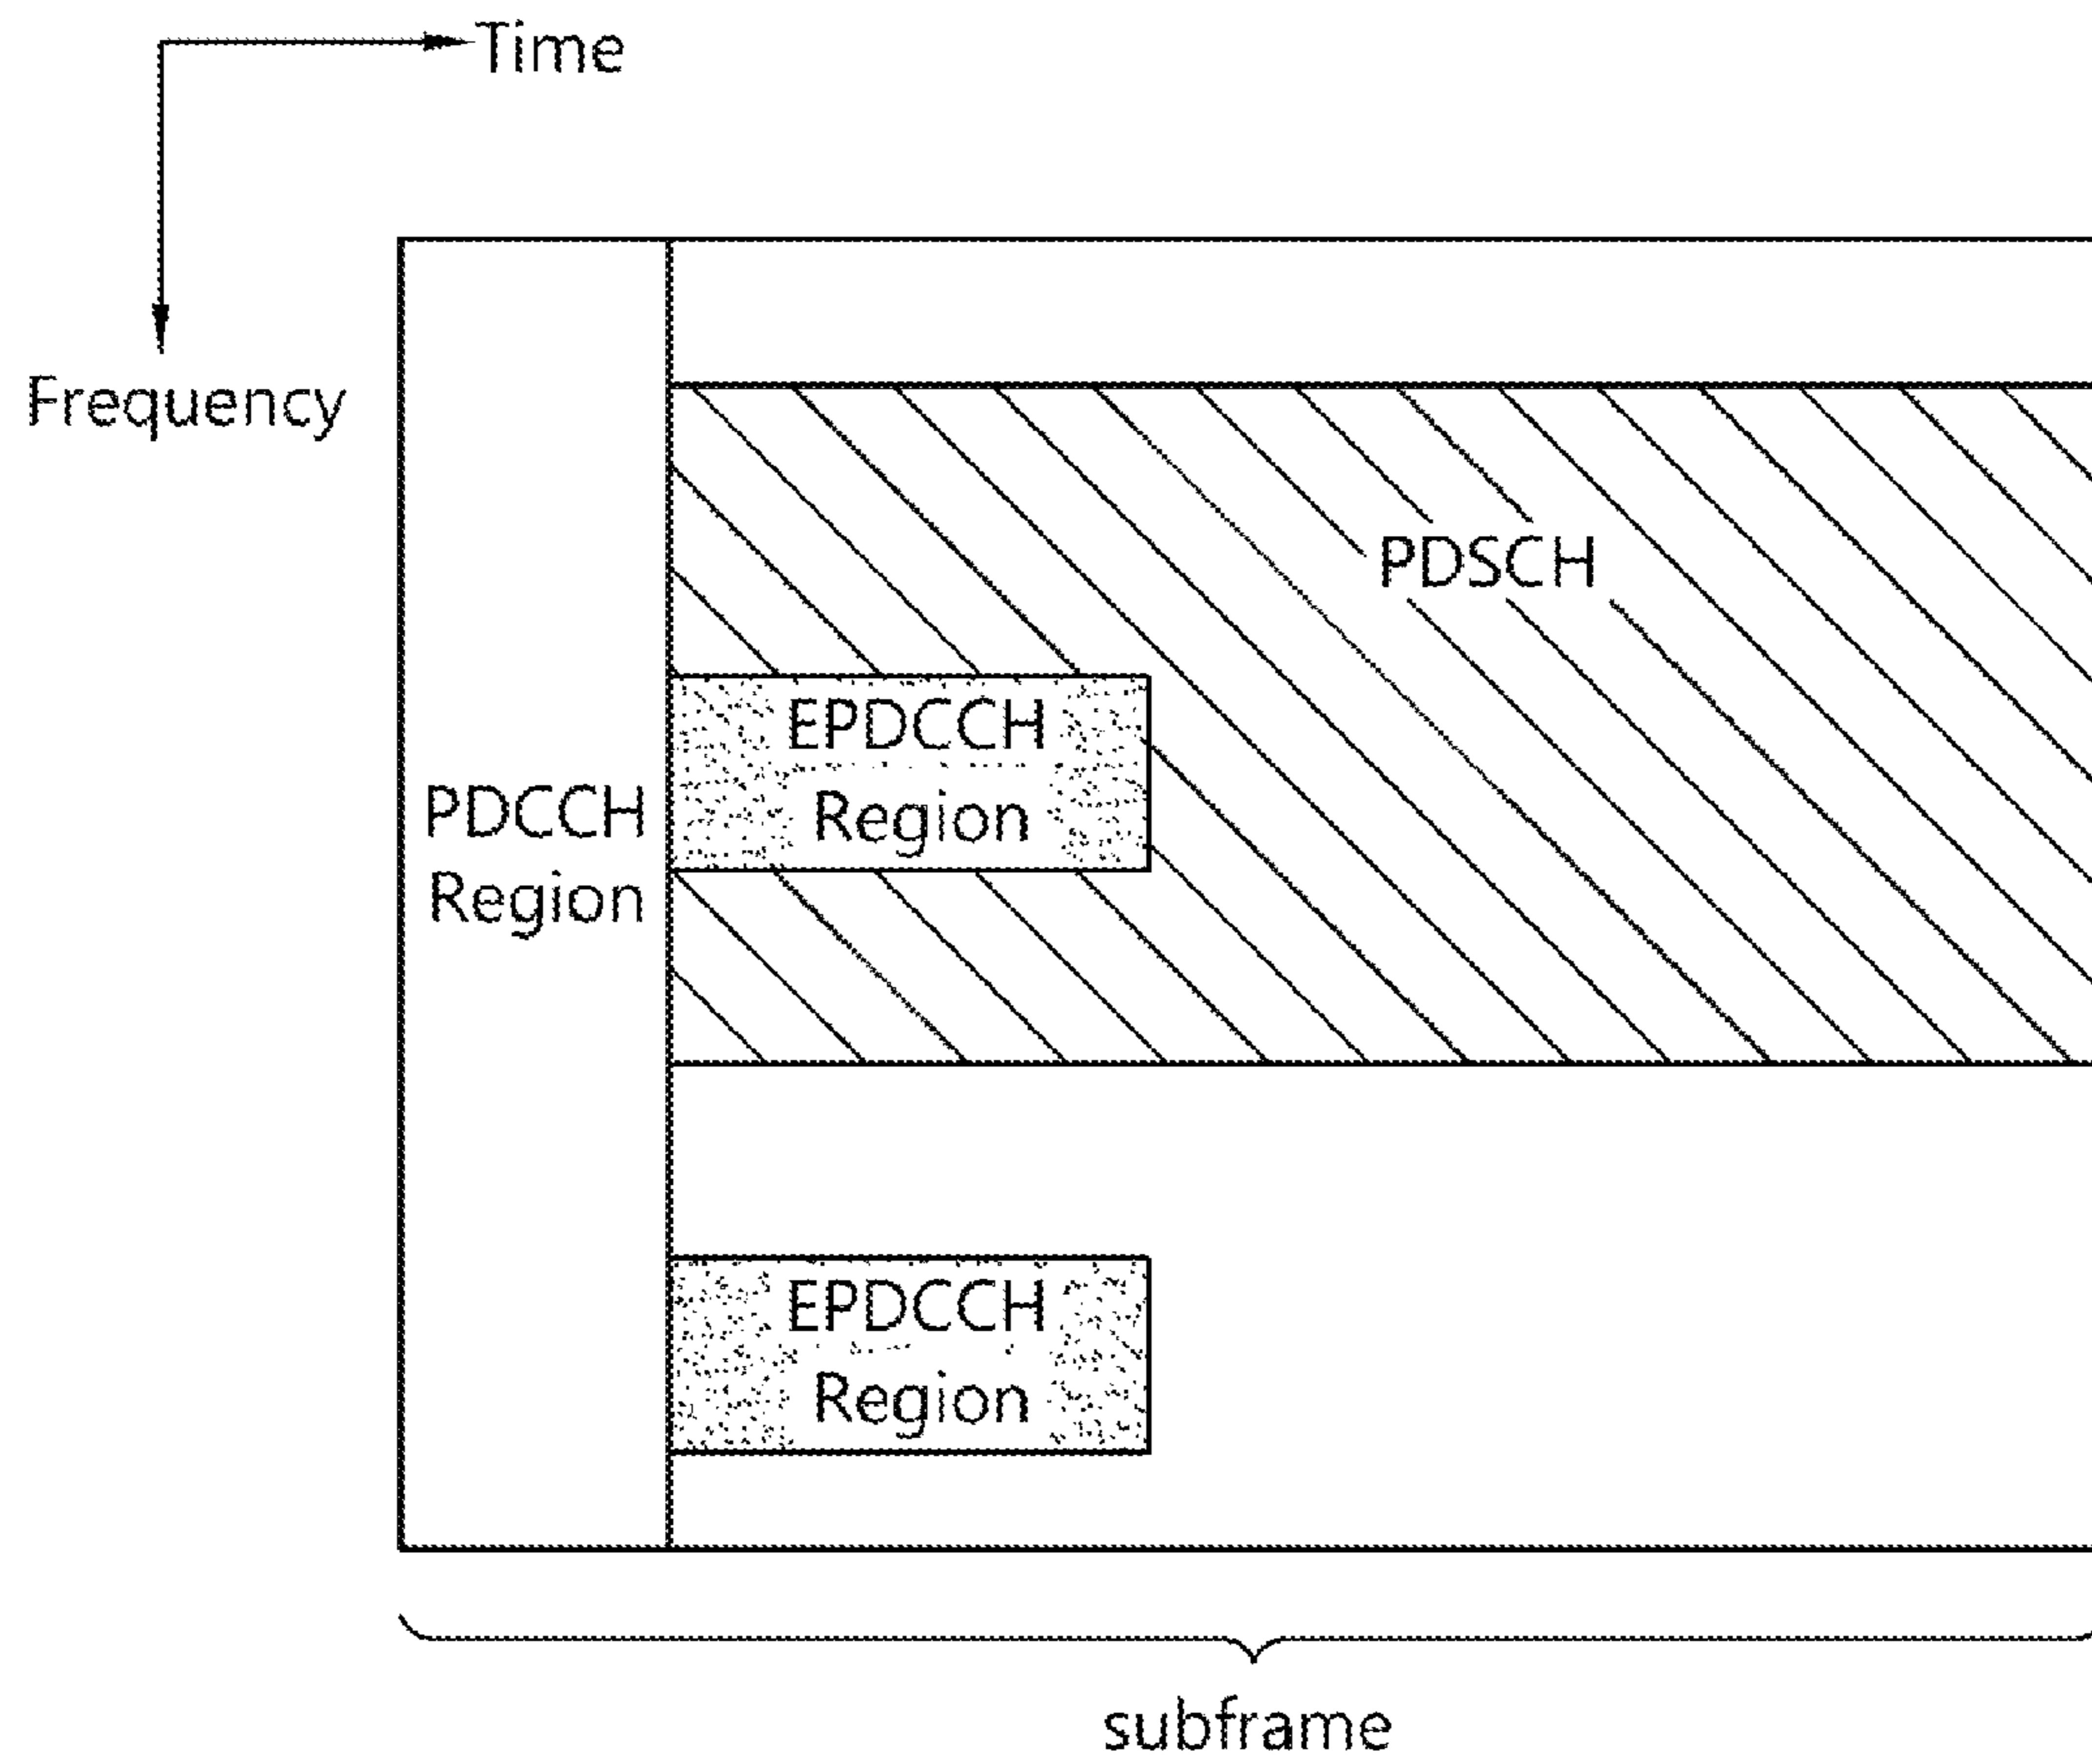 Time
Frequency
PDSCH
EPDCCH
Region
PDCCH
Region
EPDCCH
Region
subframe